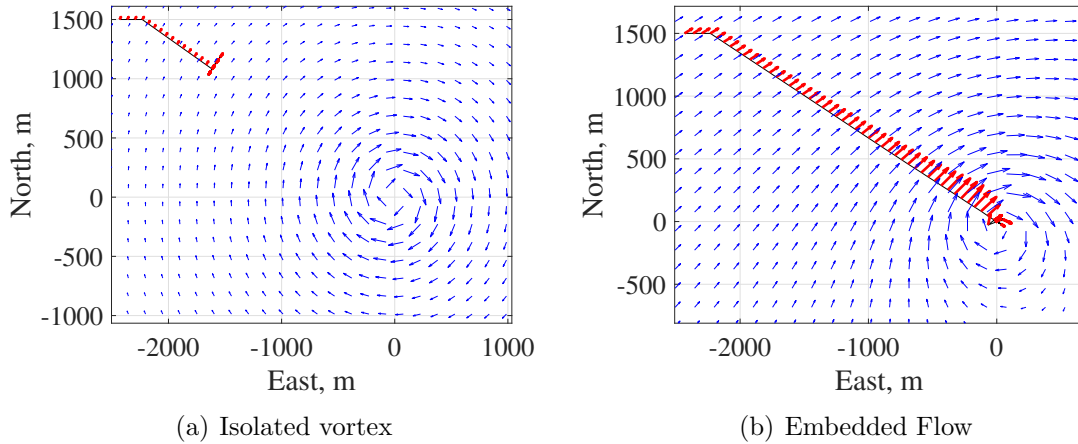 1500
1000
500
0
-500
-1000
North, m
-2000 -1000 0 1000
East, m
(a) Isolated vortex
1500
1000
500
0
-500
North, m
-2000 -1000 0
East, m
(b) Embedded Flow